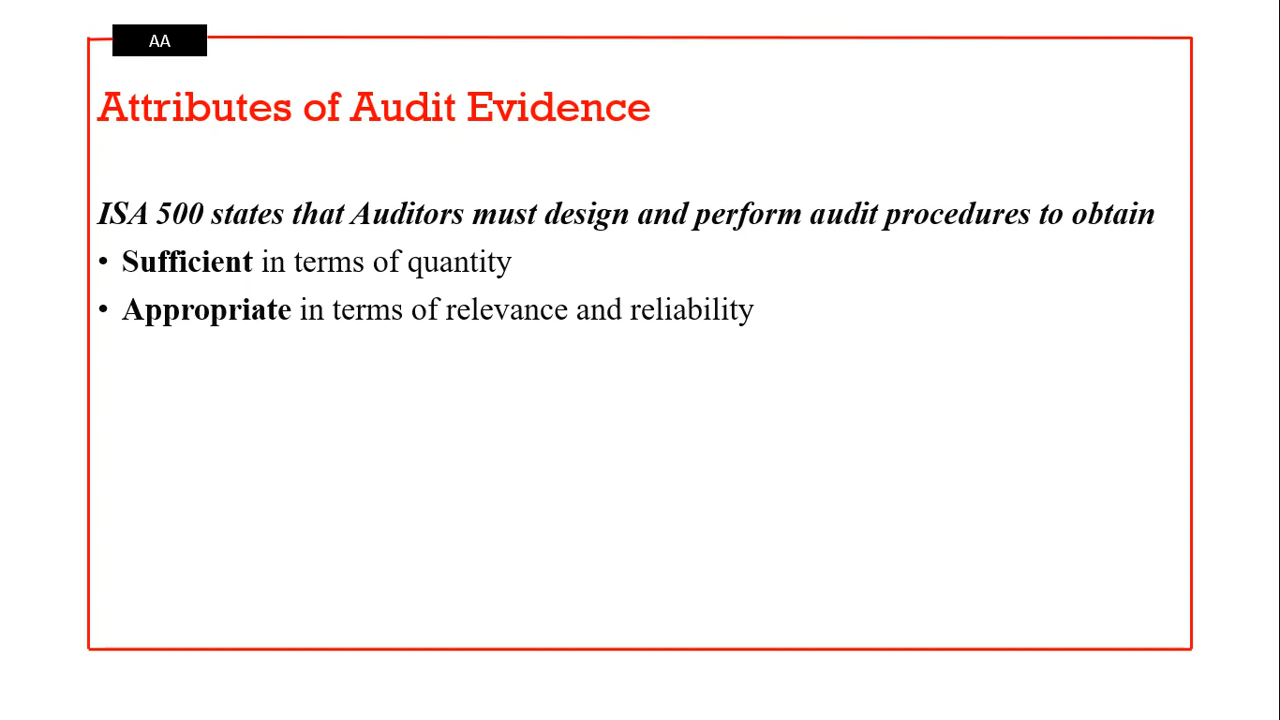 AA
Attributes of Audit Evidence
ISA 500 states that Auditors must design and perform audit procedures to obtain
• Sufficient in terms of quantity
• Appropriate in terms of relevance and reliability